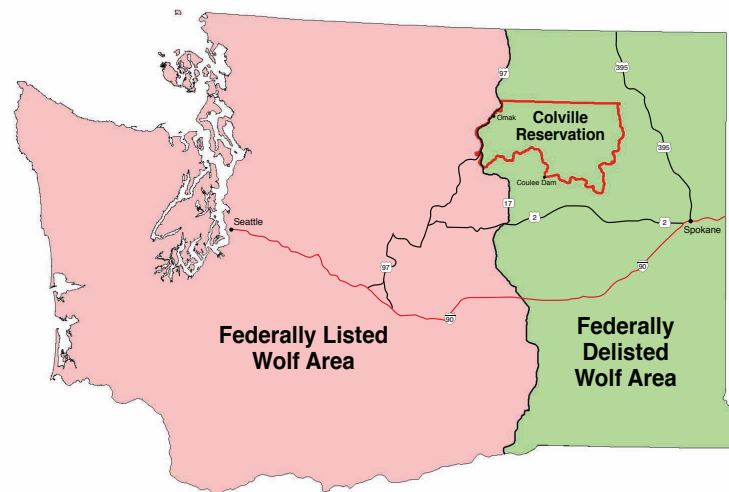 97
395
Omak
Colville
Reservation
395
Coulee Dam
17
2
2
Seattle
Spokane
97
90
90
Federally Listed
Wolf Area
Federally
Delisted
Wolf Area